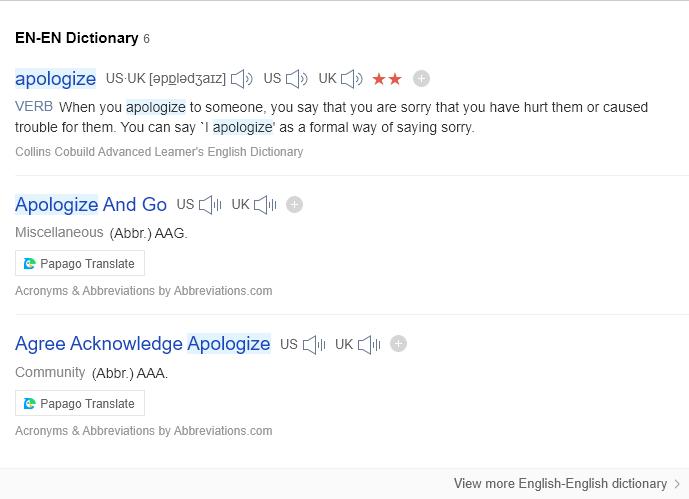 EN-EN Dictionary 6
apologize US·UK [əpɒlədʒaɪz] US UK ★★
VERB When you apologize to someone, you say that you are sorry that you have hurt them or caused
trouble for them. You can say `I apologize' as a formal way of saying sorry.
Collins Cobuild Advanced Learner's English Dictionary
Apologize And Go US UK
Miscellaneous (Abbr.) AAG.
Papago Translate
Acronyms & Abbreviations by Abbreviations.com
Agree Acknowledge Apologize US UK
Community (Abbr.) AAA.
Papago Translate
Acronyms & Abbreviations by Abbreviations.com
View more English-English dictionary >